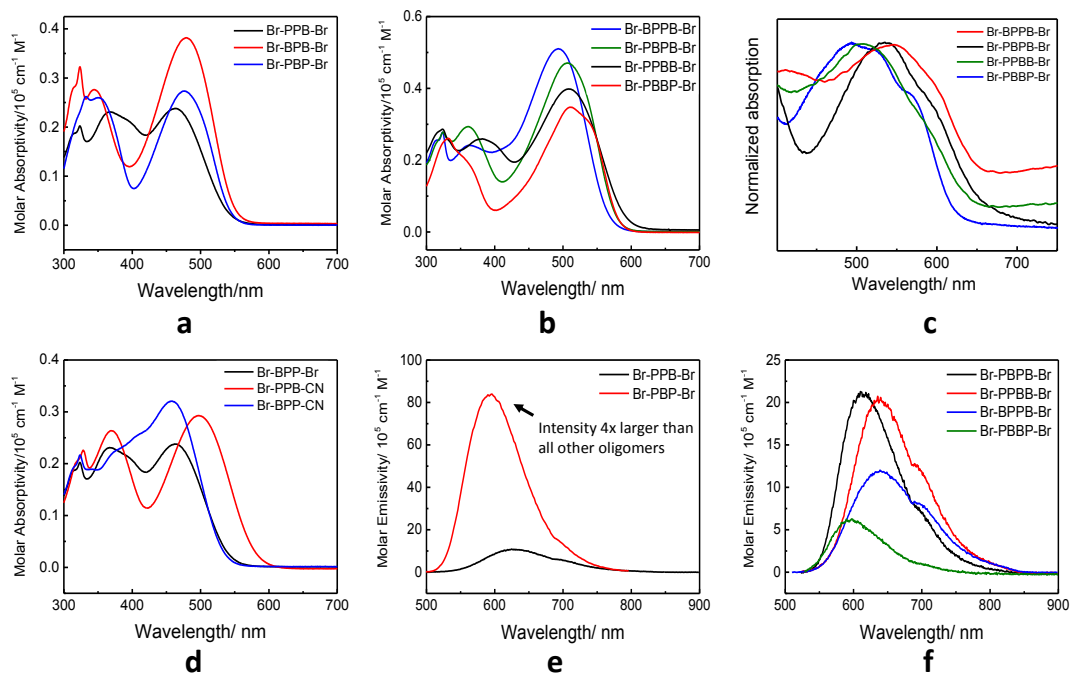 0.4
0.3
0.2
0.1
0.0
Molar Absorptivity/10⁵ cm⁻¹ M⁻¹
Br-PPB-Br
Br-BPB-Br
Br-PBP-Br
300 400 500 600 700
Wavelength/nm
a
0.6
0.4
0.2
0.0
Molar Absorptivity/10⁵ cm⁻¹ M⁻¹
Br-BPPB-Br
Br-PBPB-Br
Br-PPBB-Br
Br-PBBP-Br
300 400 500 600 700
Wavelength/ nm
b
Normalized absorption
Br-BPPB-Br
Br-PBPB-Br
Br-PPBB-Br
Br-PBBP-Br
500 600 700
Wavelength/ nm
c
0.4
0.3
0.2
0.1
0.0
Molar Absorptivity/10⁵ cm⁻¹ M⁻¹
Br-BPP-Br
Br-PPB-CN
Br-BPP-CN
300 400 500 600 700
Wavelength/ nm
d
100
80
60
40
20
0
Molar Emissivity/ 10⁵ cm⁻¹ M⁻¹
Br-PPB-Br
Br-PBP-Br
Intensity 4x larger than
all other oligomers
500 600 700 800 900
Wavelength/ nm
e
25
20
15
10
5
0
Molar Emissivity/ 10⁵ cm⁻¹ M⁻¹
Br-PBPB-Br
Br-PPBB-Br
Br-BPPB-Br
Br-PBBP-Br
500 600 700 800 900
Wavelength/ nm
f